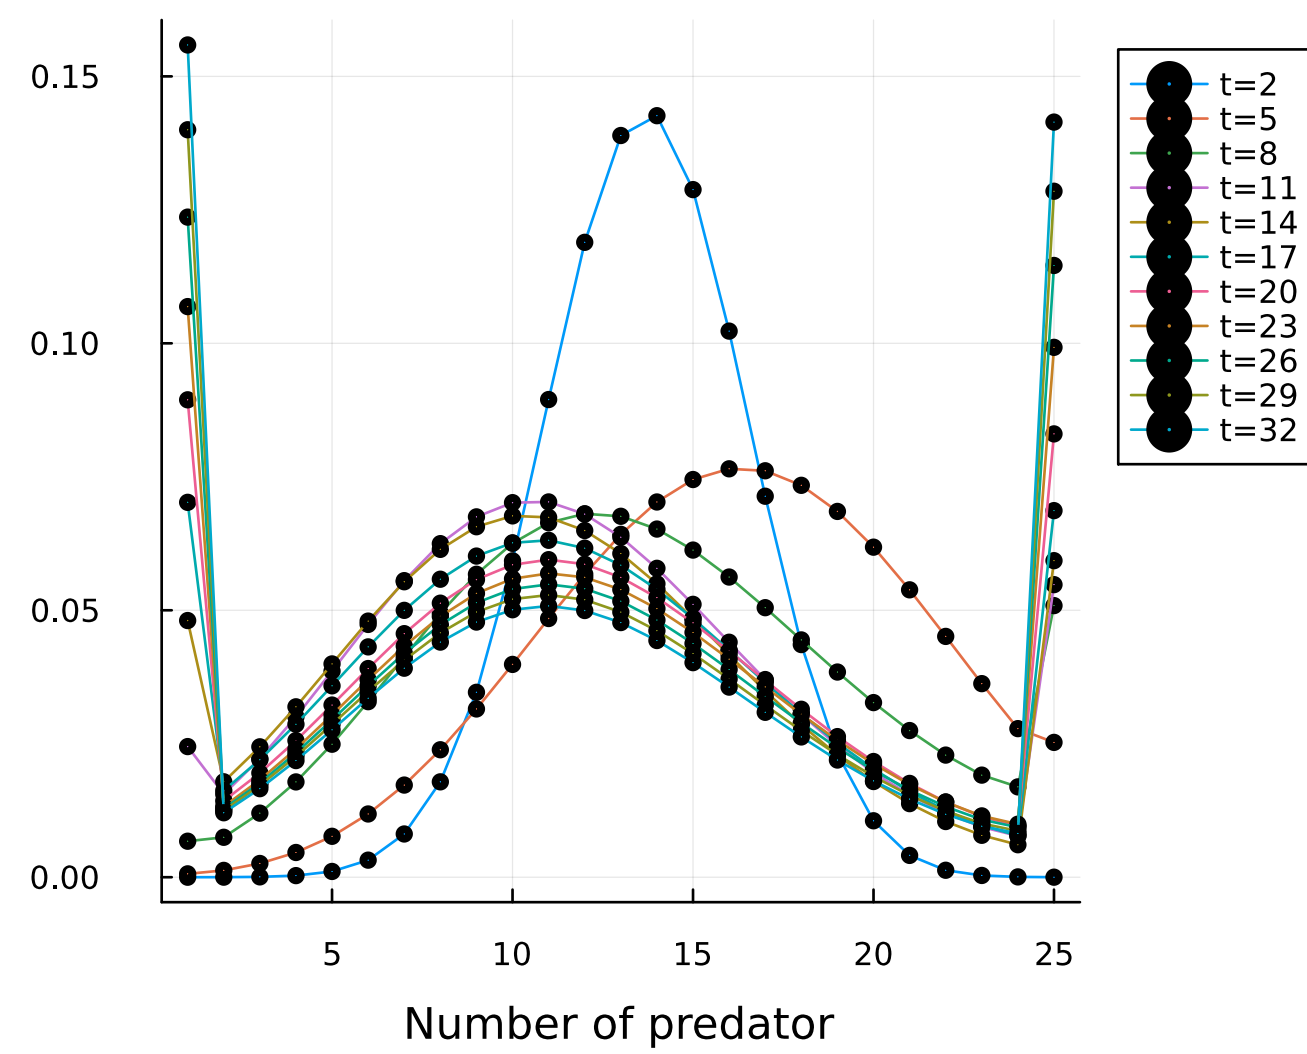 0.15
0.10
0.05
0.00
5 10 15 20 25
Number of predator
t=2
t=5
t=8
t=11
t=14
t=17
t=20
t=23
t=26
t=29
t=32